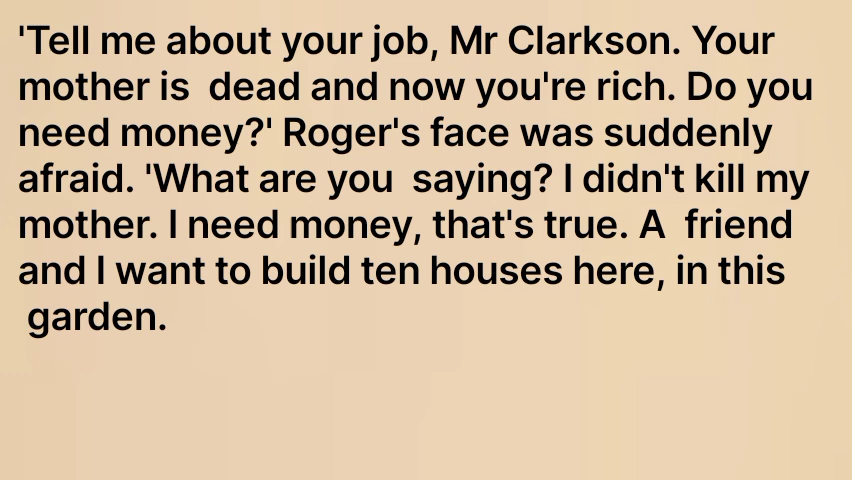 'Tell me about your job, Mr Clarkson. Your
mother is  dead and now you're rich. Do you
need money?' Roger's face was suddenly
afraid. 'What are you  saying? I didn't kill my
mother. I need money, that's true. A  friend
and I want to build ten houses here, in this
 garden.